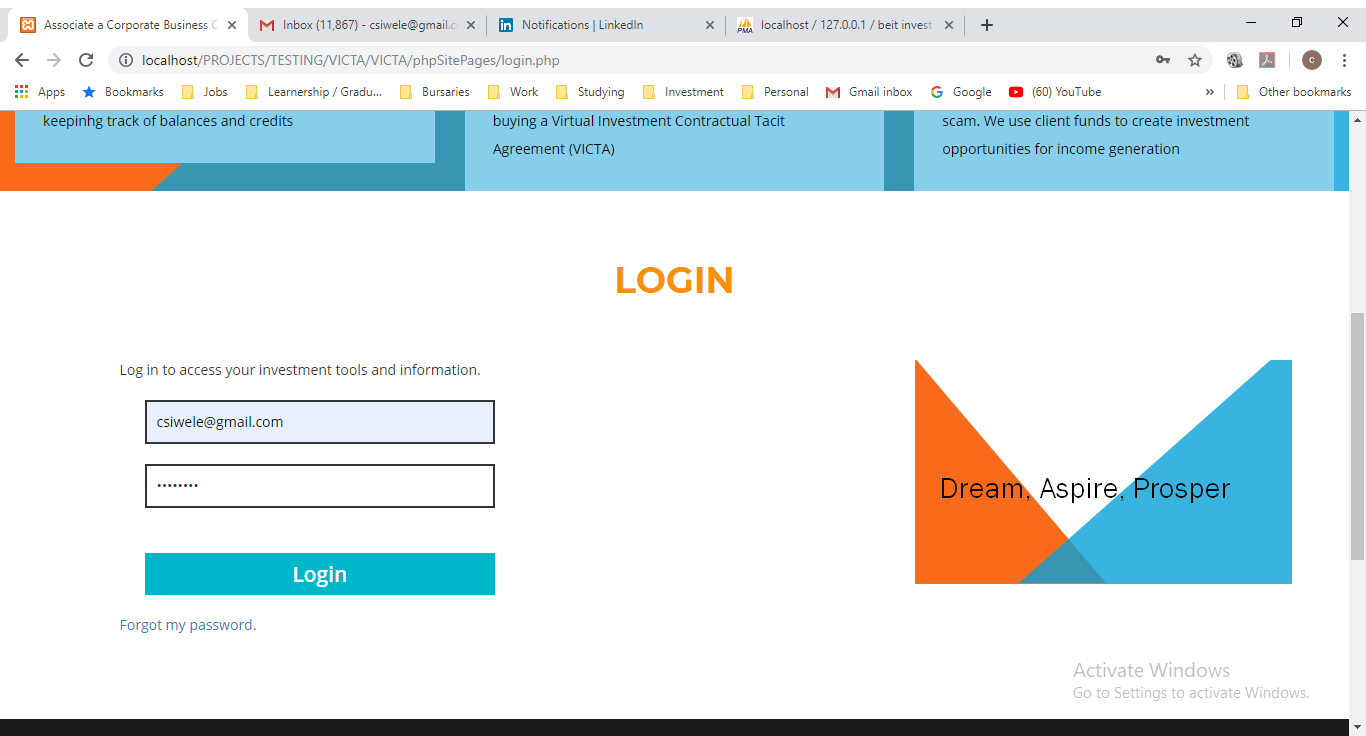 Associate a Corporate Business C
Inbox (11,867) - csiwele@gmail.c
Notifications | LinkedIn
localhost / 127.0.0.1 / beit invest
localhost/PROJECTS/TESTING/VICTA/VICTA/phpSitePages/login.php
c
Apps
Bookmarks
Jobs
Learnership / Gradu...
Bursaries
Work
Studying
Investment
Personal
Gmail inbox
Google
(60) YouTube
»
Other bookmarks
keepinhg track of balances and credits
buying a Virtual Investment Contractual Tacit
Agreement (VICTA)
scam. We use client funds to create investment
opportunities for income generation
LOGIN
Log in to access your investment tools and information.
csiwele@gmail.com
••••••••
Login
Forgot my password.
Dream, Aspire, Prosper
Activate Windows
Go to Settings to activate Windows.